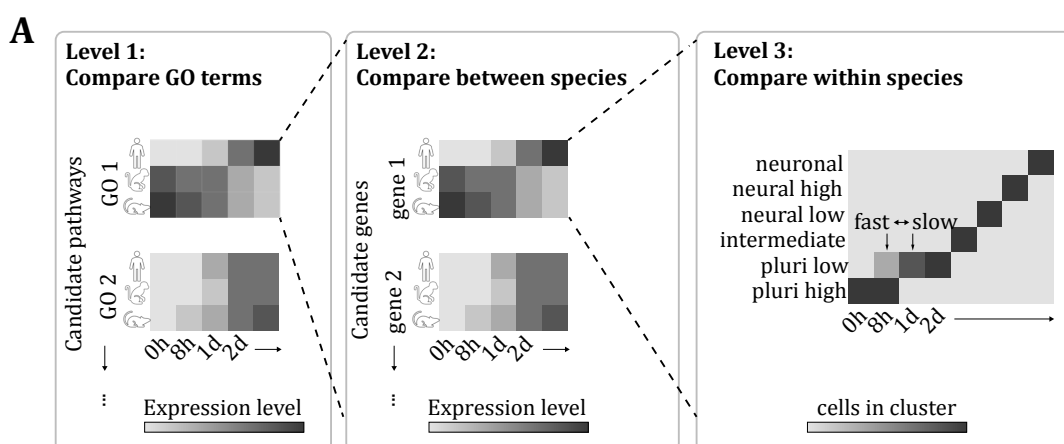 A
Level 1:
Compare GO terms
Candidate pathways
GO 1
GO 2
...
0h 8h 1d 2d
Expression level
Level 2:
Compare between species
Candidate genes
gene 1
gene 2
...
0h 8h 1d 2d
Expression level
Level 3:
Compare within species
neuronal
neural high
neural low
fast ↔ slow
intermediate
pluri low
pluri high
0h 8h 1d 2d
cells in cluster